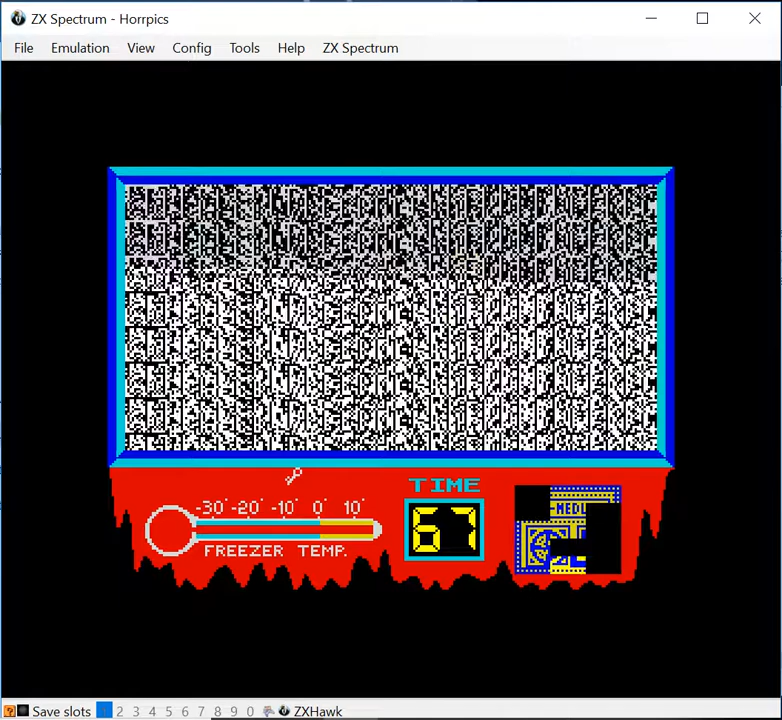 ZX Spectrum - Horrpics
File Emulation View Config Tools Help ZX Spectrum
TIME
-30° -20° -10° 0° 10°
67
FREEZER TEMP.
Save slots 1 2 3 4 5 6 7 8 9 0 ZXHawk